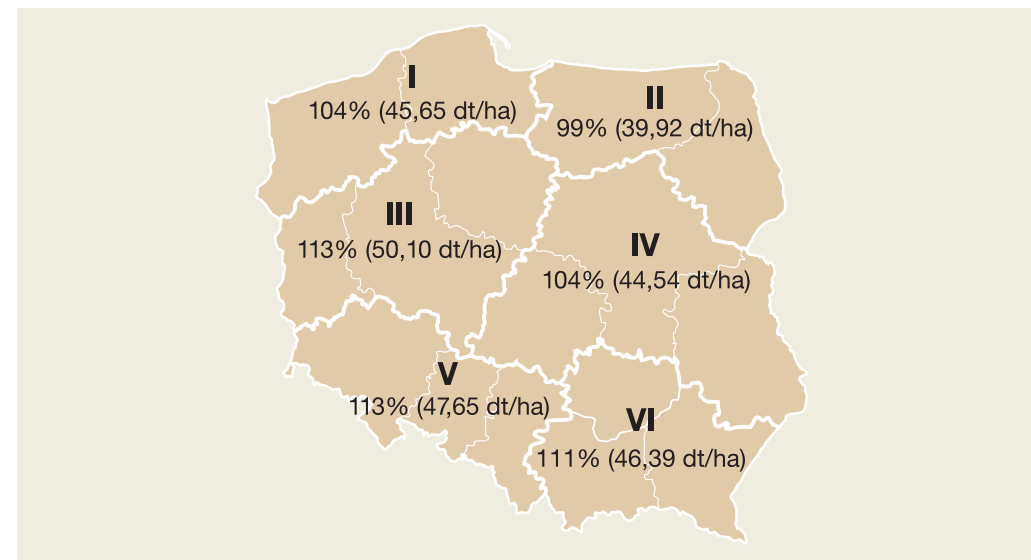 I
104% (45,65 dt/ha)
II
99% (39,92 dt/ha)
III
113% (50,10 dt/ha)
IV
104% (44,54 dt/ha)
V
113% (47,65 dt/ha)
VI
111% (46,39 dt/ha)